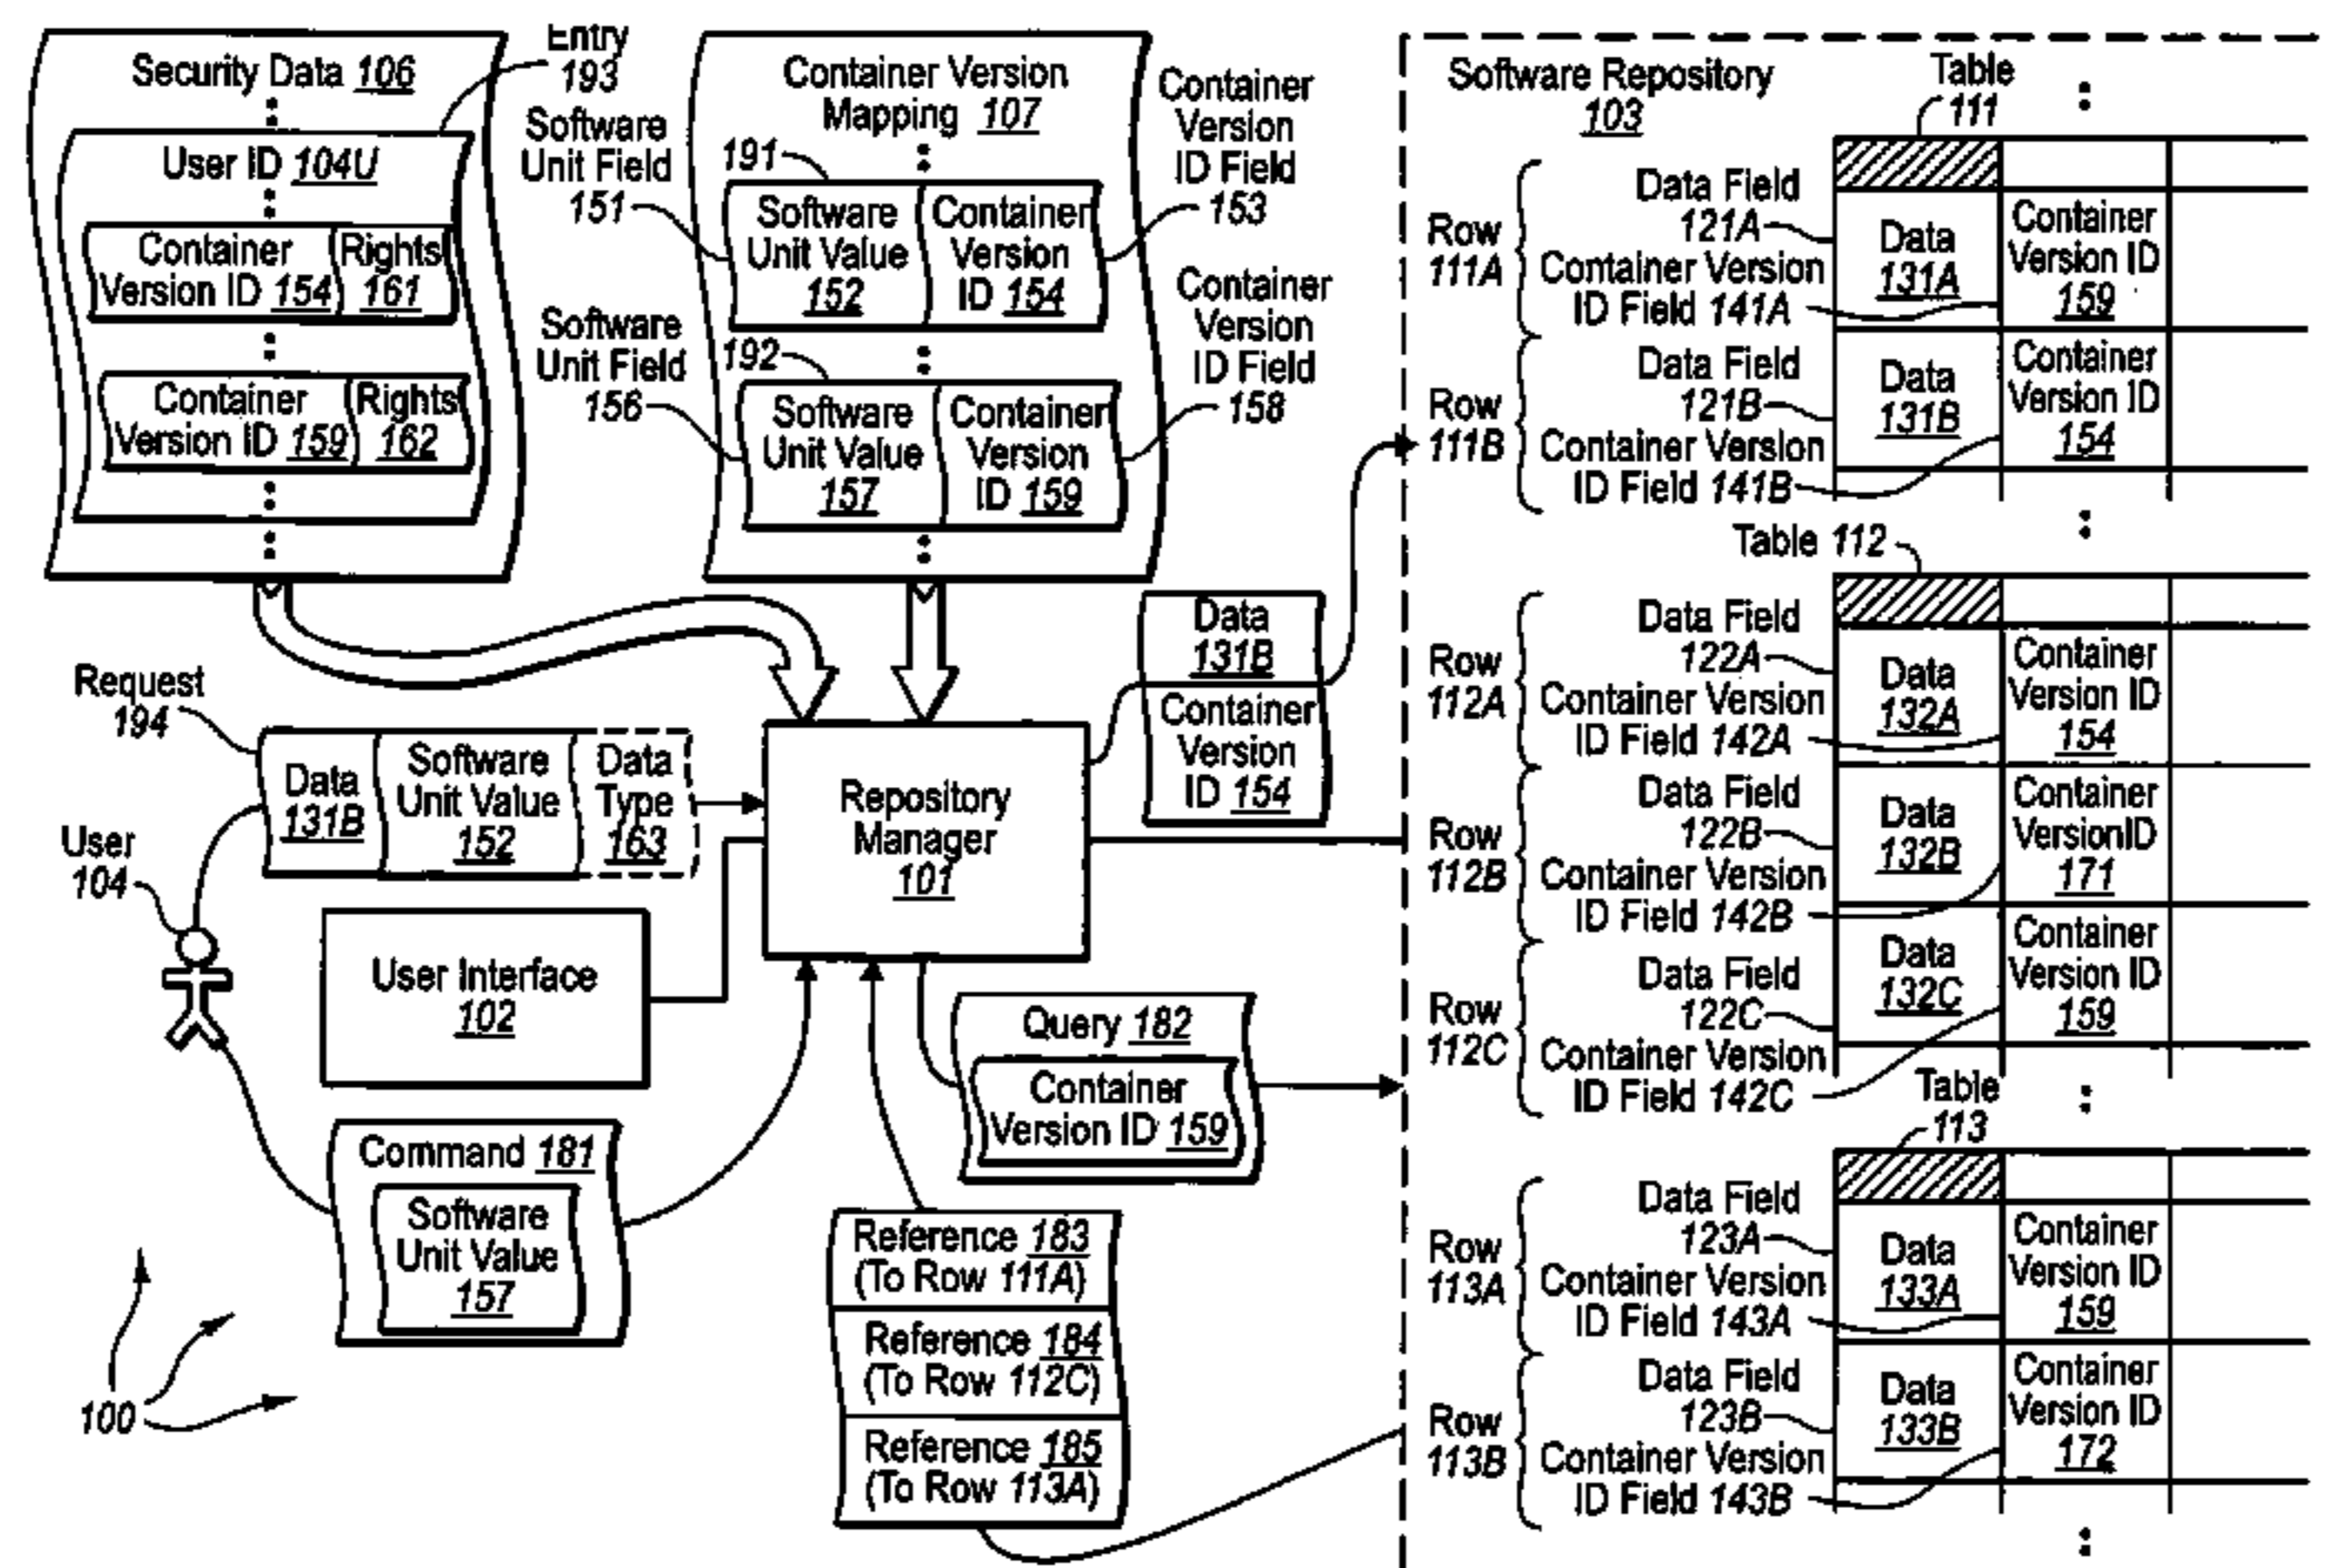 Entry
193
Security Data 106
User ID 104U
Container
Version ID 154
Rights
161
Container
Version ID 159
Rights
162
Container Version
Mapping 107
Software
Unit Field
151
191
Software
Unit Value
152
Container
Version
ID 154
Container
Version
ID Field
153
Software
Unit Field
156
192
Software
Unit Value
157
Container
Version
ID 159
Container
Version
ID Field
158
Request
194
Data
131B
Software
Unit Value
152
Data
Type
163
User
104
User Interface
102
Repository
Manager
101
Data
131B
Container
Version
ID 154
Command 181
Software
Unit Value
157
Query 182
Container
Version ID 159
Reference 183
(To Row 111A)
Reference 184
(To Row 112C)
Reference 185
(To Row 113A)
100
Software Repository
103
Table
111
Row
111A
Data Field
121A
Container Version
ID Field 141A
Data
131A
Container
Version ID
159
Row
111B
Data Field
121B
Container Version
ID Field 141B
Data
131B
Container
Version ID
154
Table 112
Row
112A
Data Field
122A
Container Version
ID Field 142A
Data
132A
Container
Version ID
154
Row
112B
Data Field
122B
Container Version
ID Field 142B
Data
132B
Container
VersionID
171
Row
112C
Data Field
122C
Container Version
ID Field 142C
Data
132C
Container
Version ID
159
Table
113
Row
113A
Data Field
123A
Container Version
ID Field 143A
Data
133A
Container
Version ID
159
Row
113B
Data Field
123B
Container Version
ID Field 143B
Data
133B
Container
Version ID
172